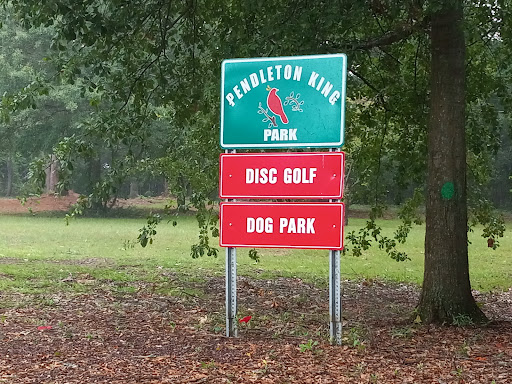 PENDLETON KING
PARK
DISC GOLF
DOG PARK